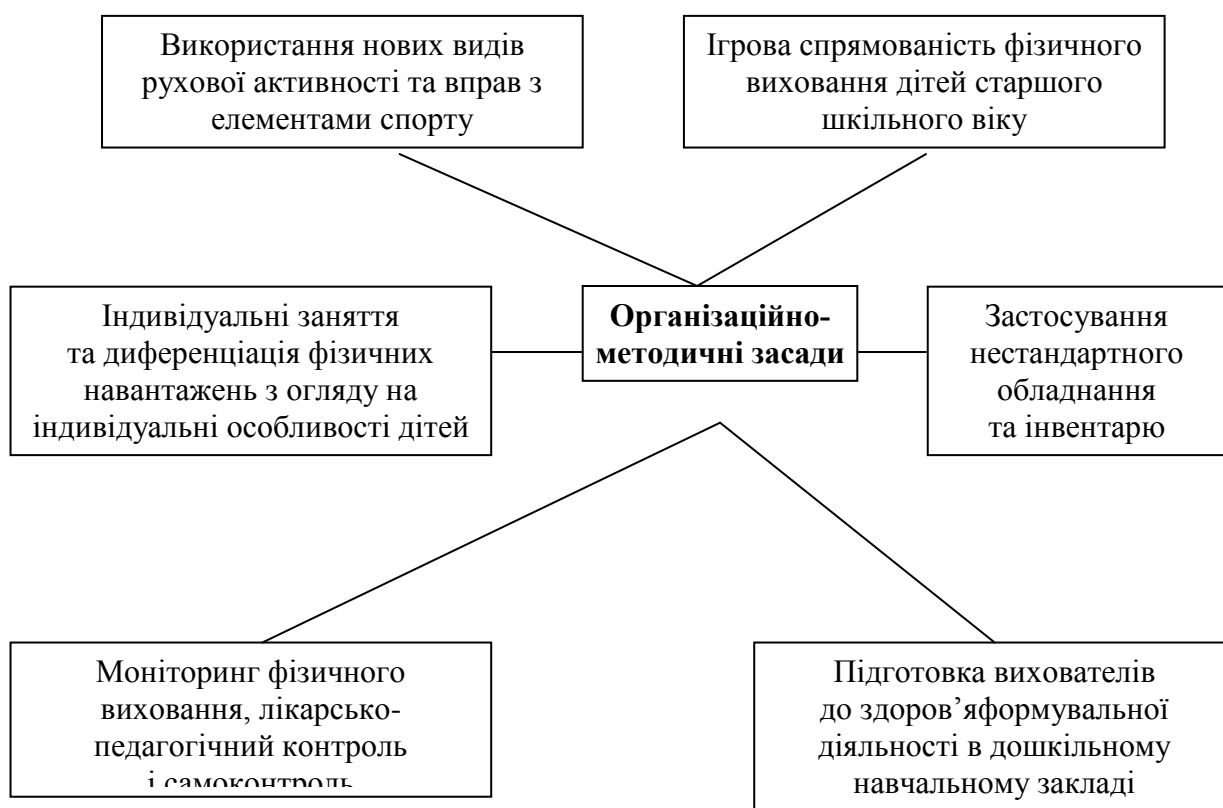 Використання нових видів
рухової активності та вправ з
елементами спорту
Ігрова спрямованість фізичного
виховання дітей старшого
шкільного віку
Індивідуальні заняття
та диференціація фізичних
навантажень з огляду на
індивідуальні особливості дітей
Організаційно-
методичні засади
Застосування
нестандартного
обладнання
та інвентарю
Моніторинг фізичного
виховання, лікарсько-
педагогічний контроль
і самоконтроль
Підготовка вихователів
до здоров’яформувальної
діяльності в дошкільному
навчальному закладі